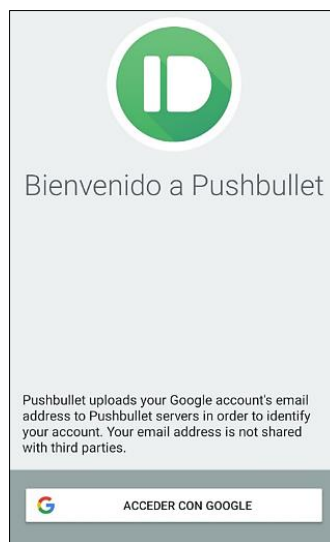 Bienvenido a Pushbullet
Pushbullet uploads your Google account's email
address to Pushbullet servers in order to identify
your account. Your email address is not shared
with third parties.
ACCEDER CON GOOGLE